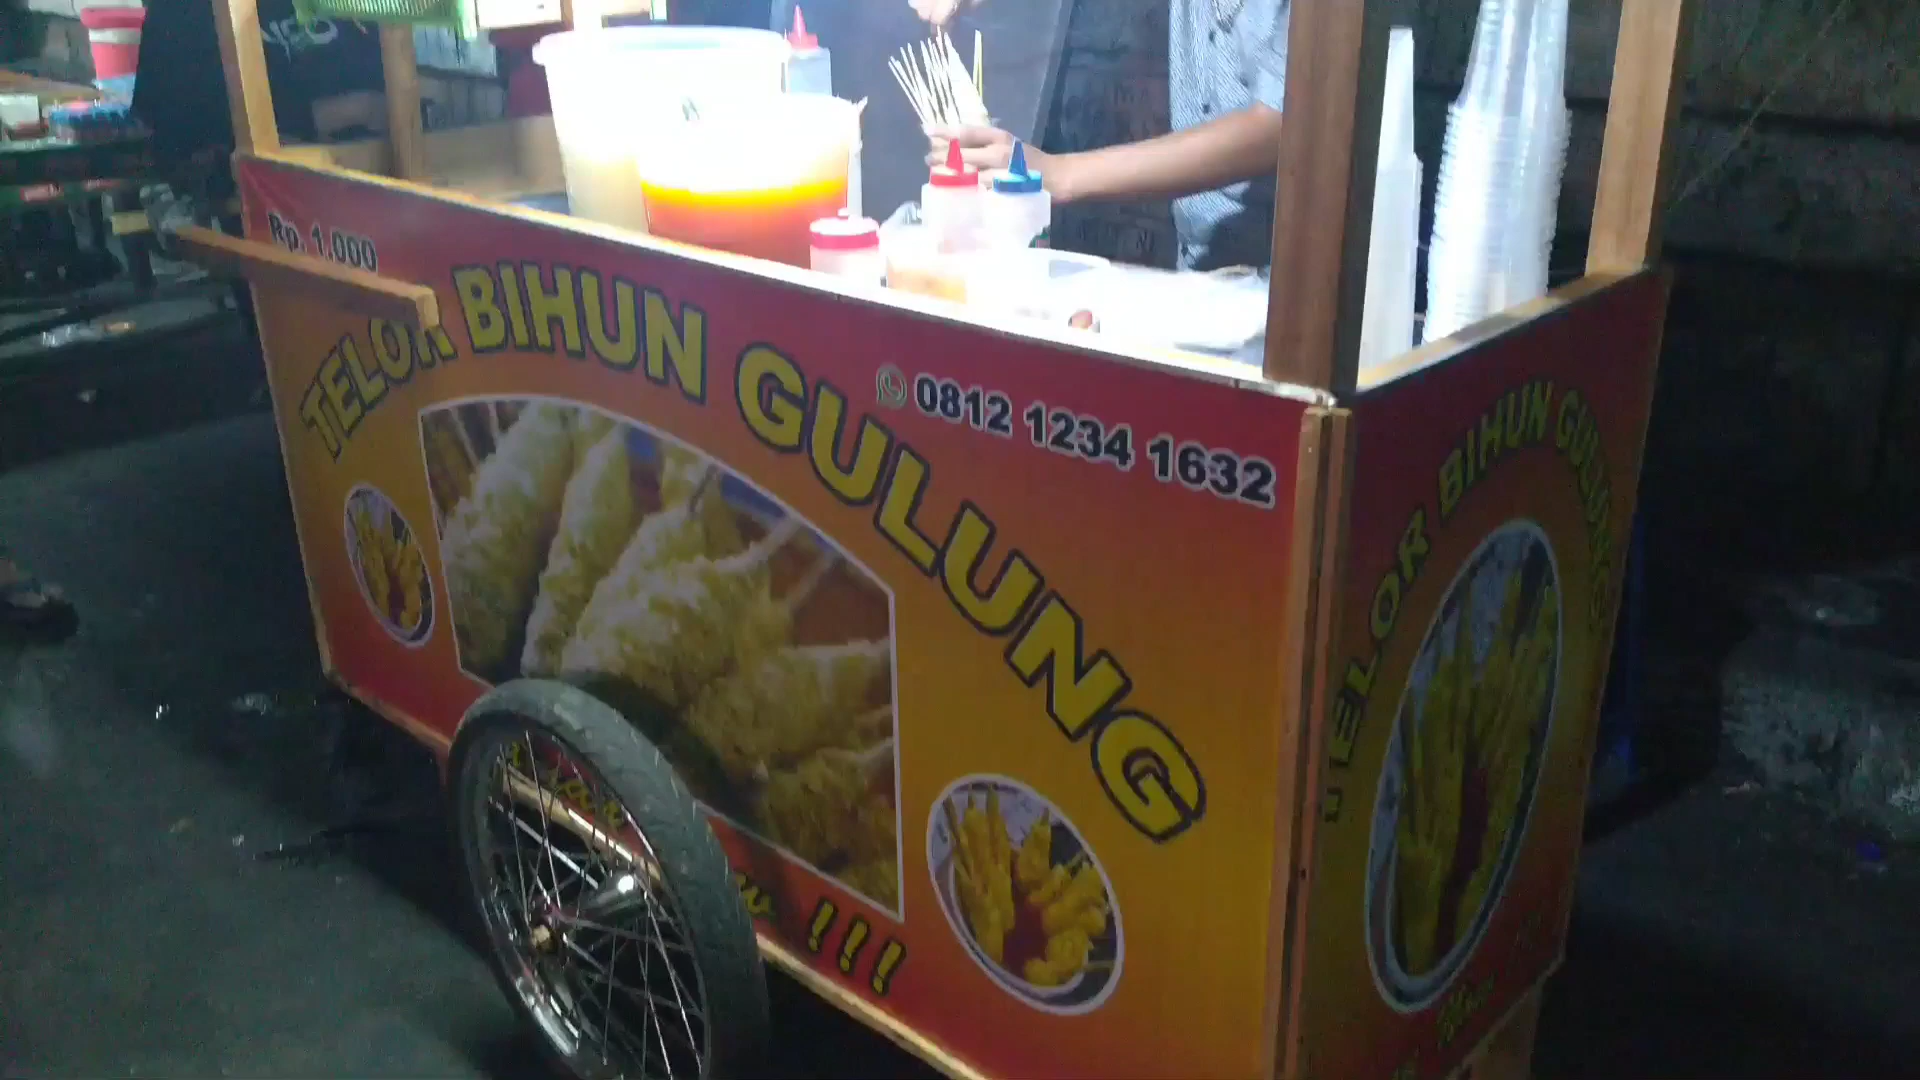 Rp. 1.000
TELOR BIHUN GULUNG
0812 1234 1632
!!!
TELOR BIHUN GULUNG